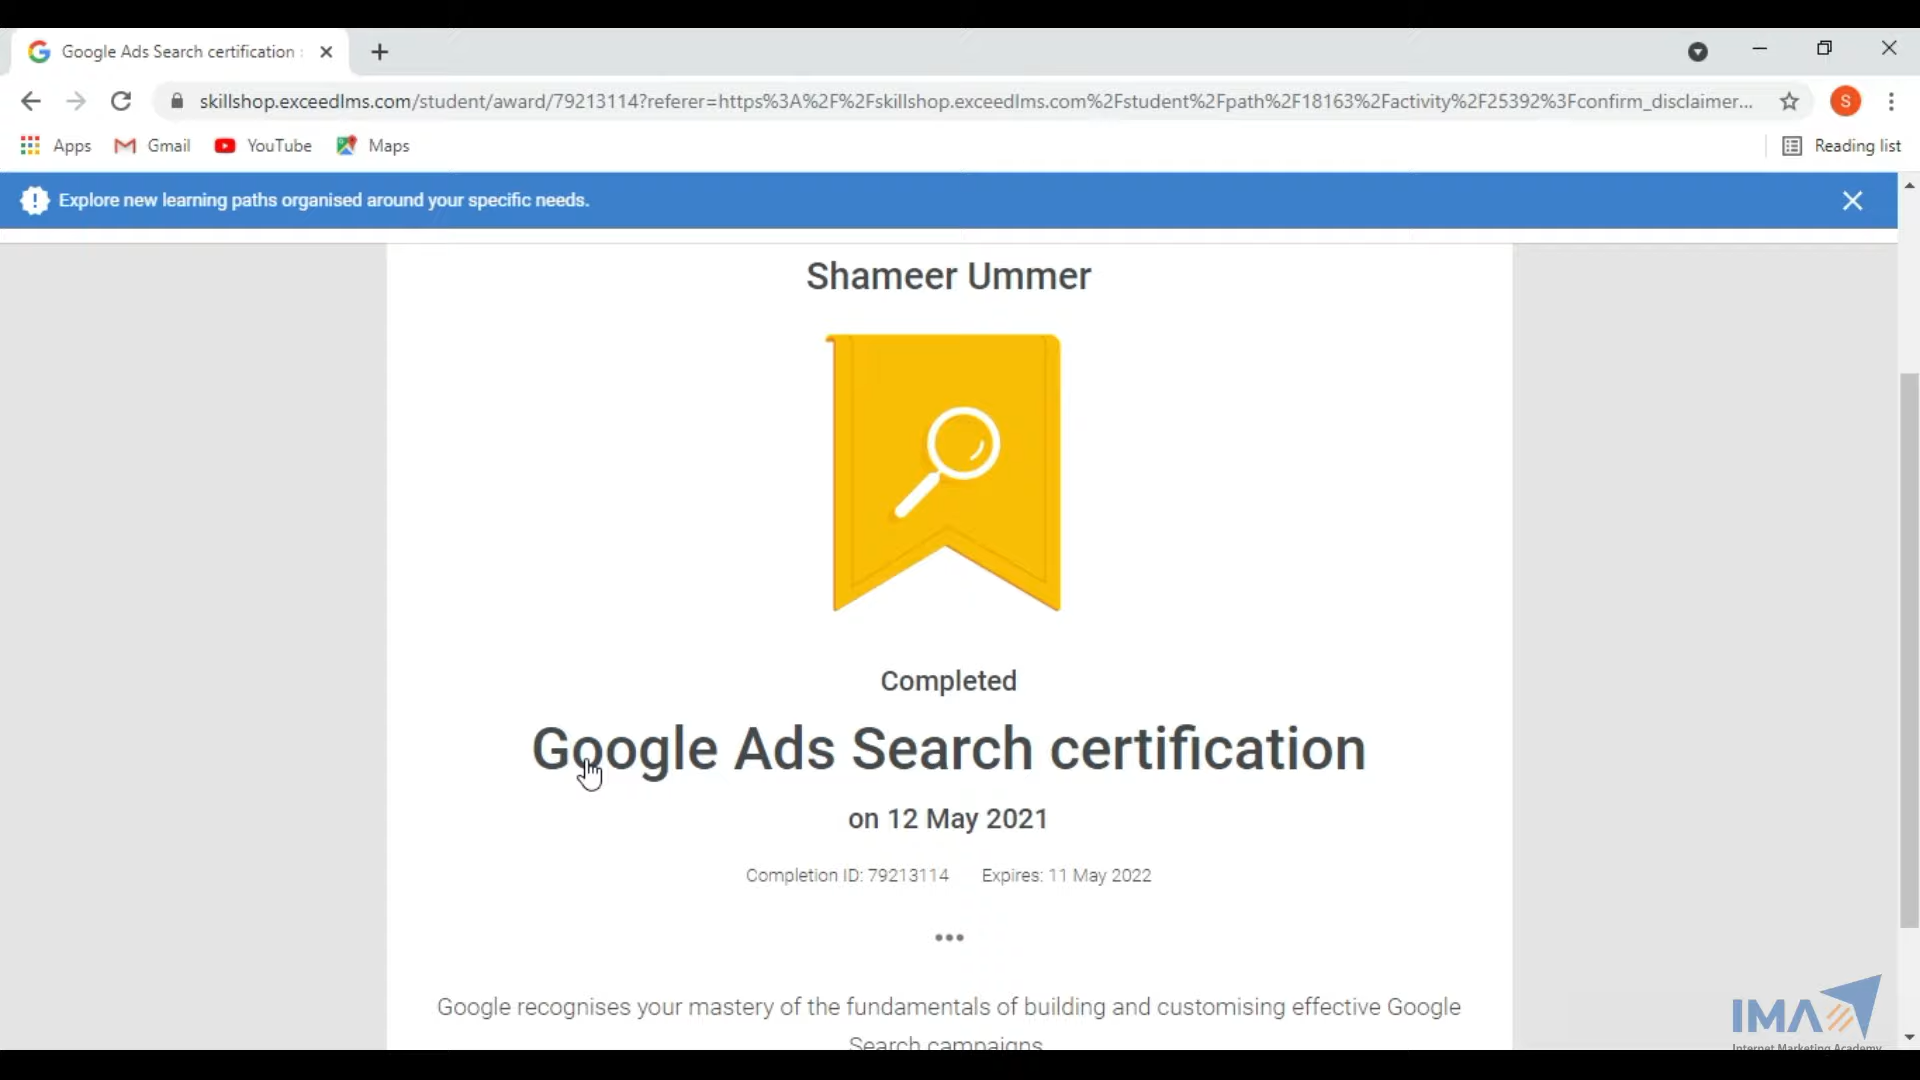 Google Ads Search certification
skillshop.exceedlms.com/student/award/79213114?referer=https%3A%2F%2Fskillshop.exceedlms.com%2Fstudent%2Fpath%2F18163%2Factivity%2F25392%3Fconfirm_disclaimer...
S
Apps Gmail YouTube Maps Reading list
Explore new learning paths organised around your specific needs.
Shameer Ummer
Completed
Google Ads Search certification
on 12 May 2021
Completion ID: 79213114 Expires: 11 May 2022
Google recognises your mastery of the fundamentals of building and customising effective Google
Search campaigns
IMA
Internet Marketing Academy